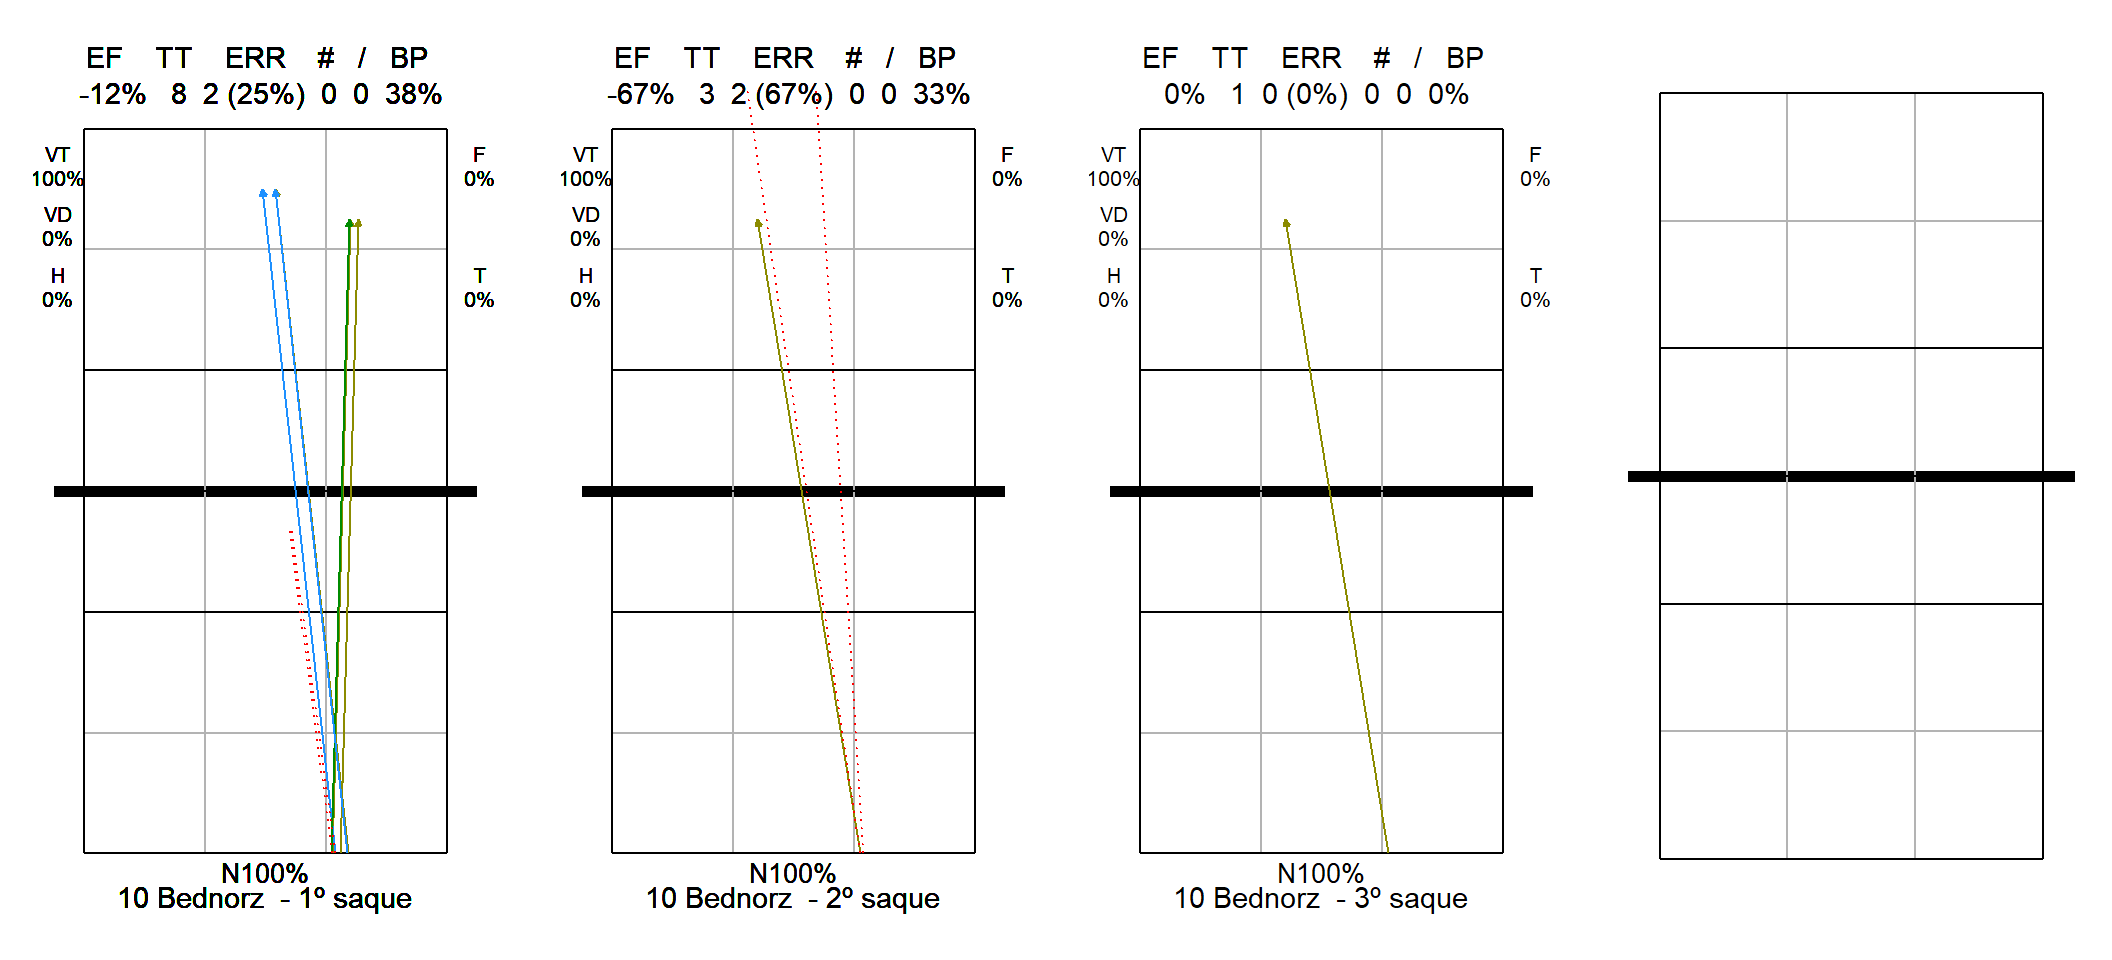 EF TT ERR # / BP
-12% 8 2 (25%) 0 0 38%
VT
100%
VD
0%
H
0%
F
0%
T
0%
N100%
10 Bednorz - 1º saque
EF TT ERR # / BP
-67% 3 2 (67%) 0 0 33%
VT
100%
VD
0%
H
0%
F
0%
T
0%
N100%
10 Bednorz - 2º saque
EF TT ERR # / BP
0% 1 0 (0%) 0 0 0%
VT
100%
VD
0%
H
0%
F
0%
T
0%
N100%
10 Bednorz - 3º saque